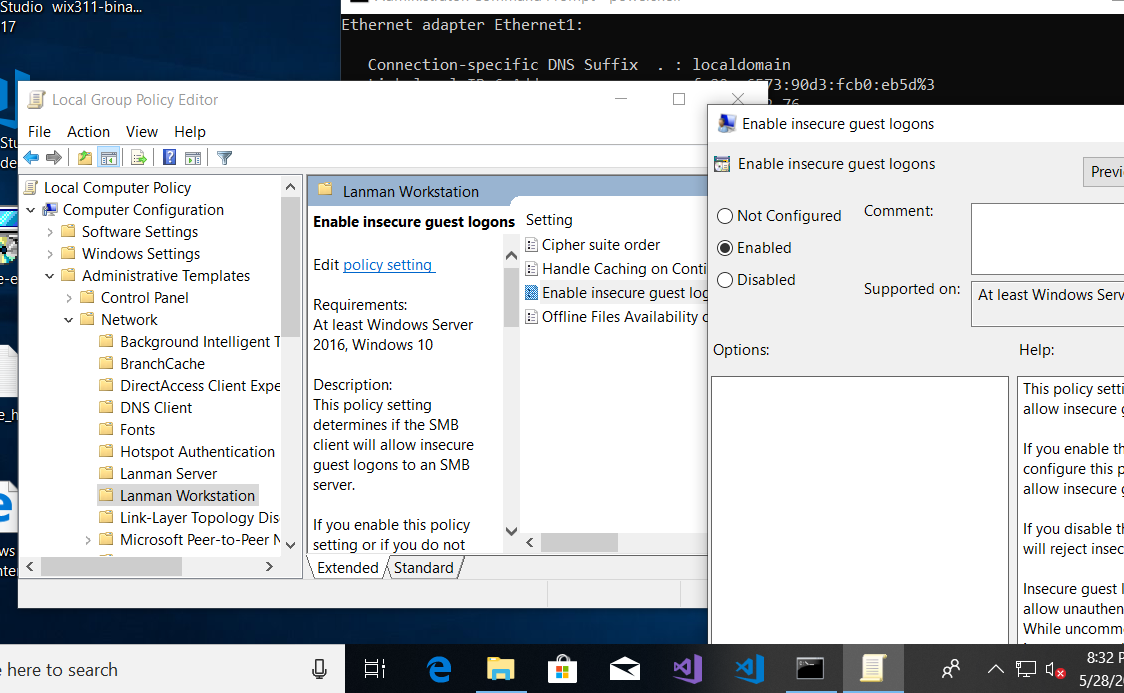 Studio wix311-bina...
17
Ethernet adapter Ethernet1:
Connection-specific DNS Suffix . : localdomain
6573:90d3:fcb0:eb5d%3
Local Group Policy Editor
File Action View Help
Local Computer Policy
Computer Configuration
Software Settings
Windows Settings
Administrative Templates
Control Panel
Network
Background Intelligent T
BranchCache
DirectAccess Client Expe
DNS Client
Fonts
Hotspot Authentication
Lanman Server
Lanman Workstation
Link-Layer Topology Dis
Microsoft Peer-to-Peer N
Lanman Workstation
Enable insecure guest logons
Edit policy setting
Requirements:
At least Windows Server
2016, Windows 10
Description:
This policy setting
determines if the SMB
client will allow insecure
guest logons to an SMB
server.
If you enable this policy
setting or if you do not
Setting
Cipher suite order
Handle Caching on Conti
Enable insecure guest log
Offline Files Availability o
Extended Standard
Enable insecure guest logons
Enable insecure guest logons
Previ
Not Configured
Enabled
Disabled
Comment:
Supported on:
At least Windows Serv
Options:
Help:
This policy setti
allow insecure g
If you enable th
configure this p
allow insecure g
If you disable th
will reject insec
Insecure guest l
allow unauthen
While uncomm
e here to search
8:32 P
5/28/20